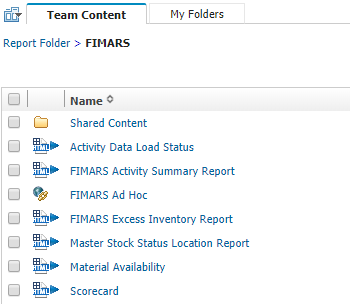 Team Content My Folders
Report Folder > FIMARS
Name
Shared Content
Activity Data Load Status
FIMARS Activity Summary Report
FIMARS Ad Hoc
FIMARS Excess Inventory Report
Master Stock Status Location Report
Material Availability
Scorecard